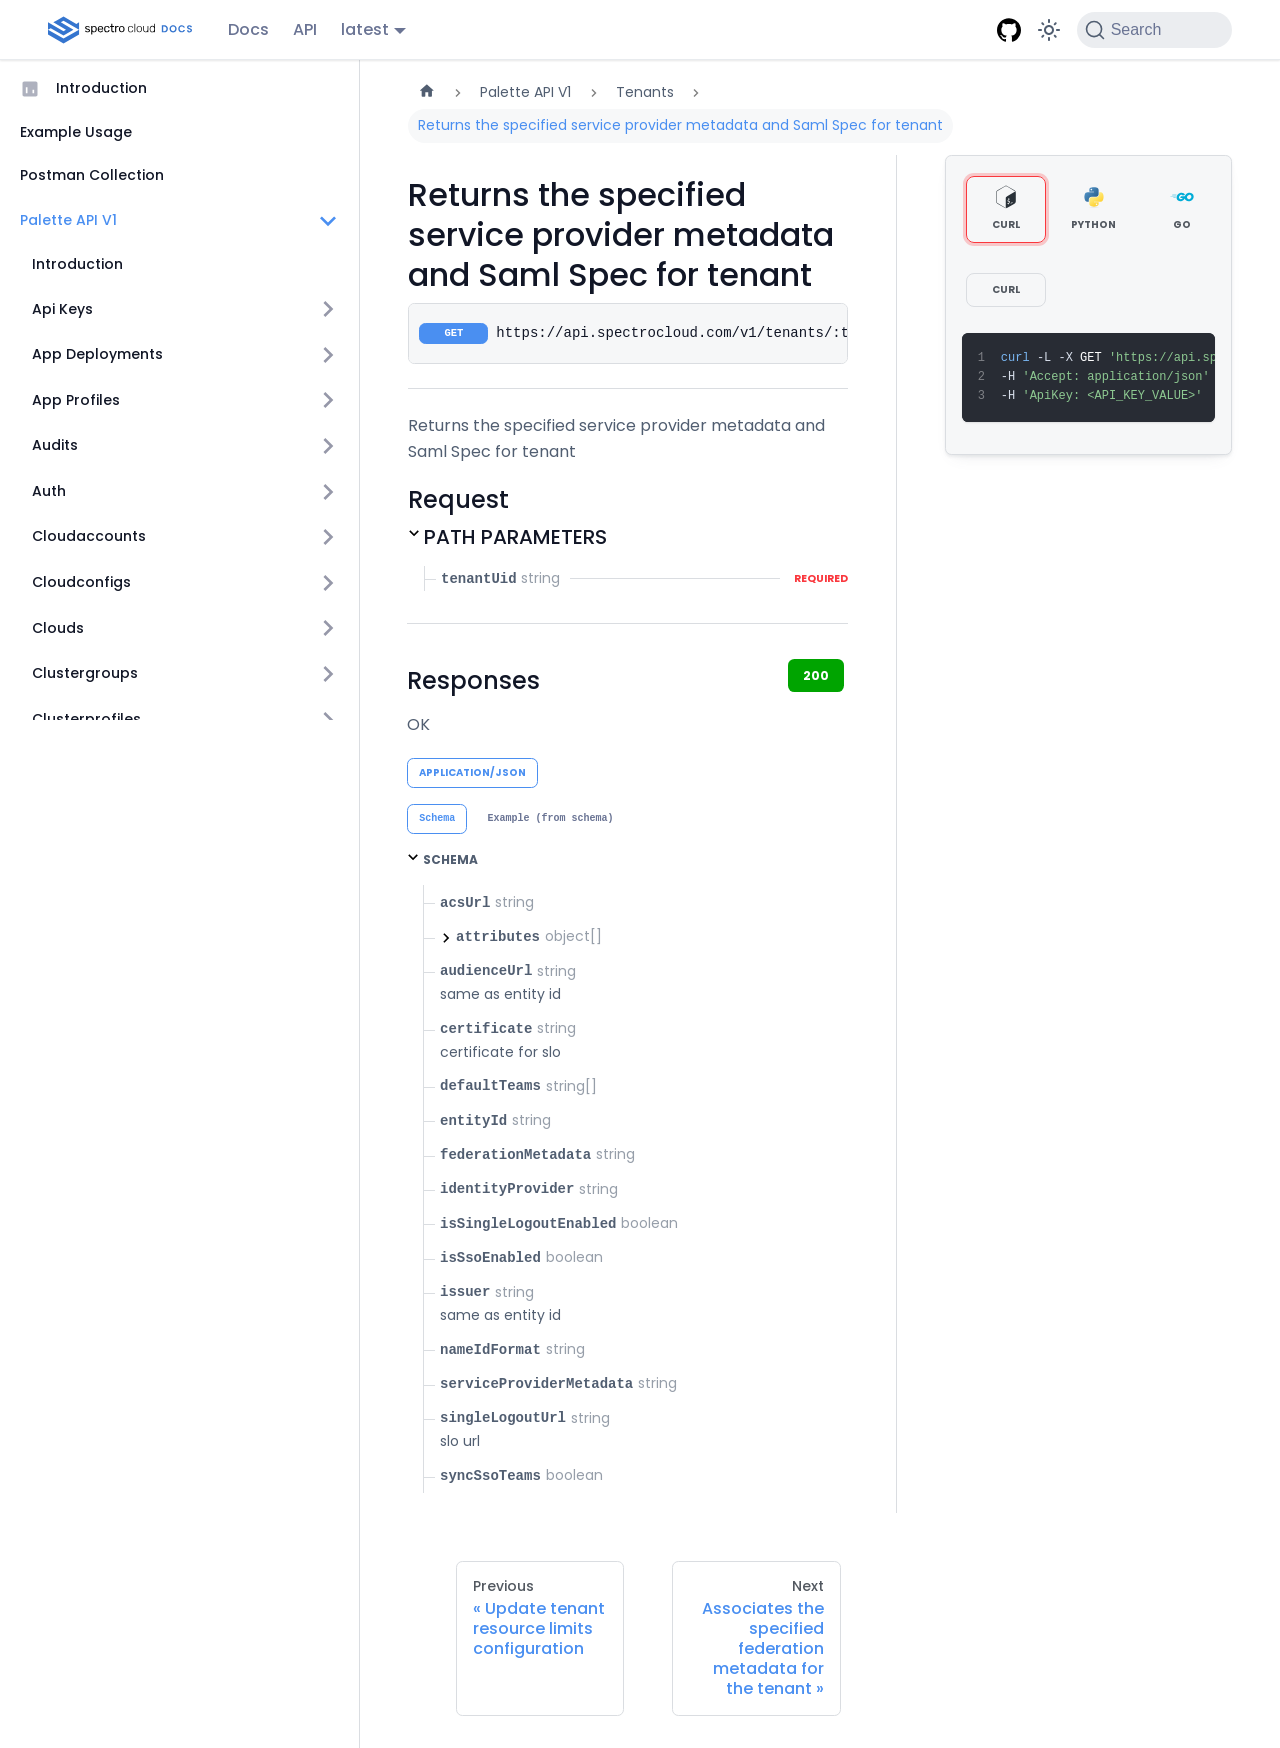 spectro cloud DOCS
Docs
API
latest
Search
Introduction
Example Usage
Postman Collection
Palette API V1
Introduction
Api Keys
App Deployments
App Profiles
Audits
Auth
Cloudaccounts
Cloudconfigs
Clouds
Clustergroups
Clusterprofiles
Palette API V1
Tenants
Returns the specified service provider metadata and Saml Spec for tenant
Returns the specified
service provider metadata
and Saml Spec for tenant
GET https://api.spectrocloud.com/v1/tenants/:t
Returns the specified service provider metadata and
Saml Spec for tenant
Request
PATH PARAMETERS
tenantUid string REQUIRED
Responses
200
OK
APPLICATION/JSON
Schema Example (from schema)
SCHEMA
acsUrl string
attributes object[]
audienceUrl string
same as entity id
certificate string
certificate for slo
defaultTeams string[]
entityId string
federationMetadata string
identityProvider string
isSingleLogoutEnabled boolean
isSsoEnabled boolean
issuer string
same as entity id
nameIdFormat string
serviceProviderMetadata string
singleLogoutUrl string
slo url
syncSsoTeams boolean
CURL
PYTHON
GO
CURL
1 curl -L -X GET 'https://api.sp
2 -H 'Accept: application/json'
3 -H 'ApiKey: <API_KEY_VALUE>'
Previous
« Update tenant
resource limits
configuration
Next
Associates the
specified
federation
metadata for
the tenant »